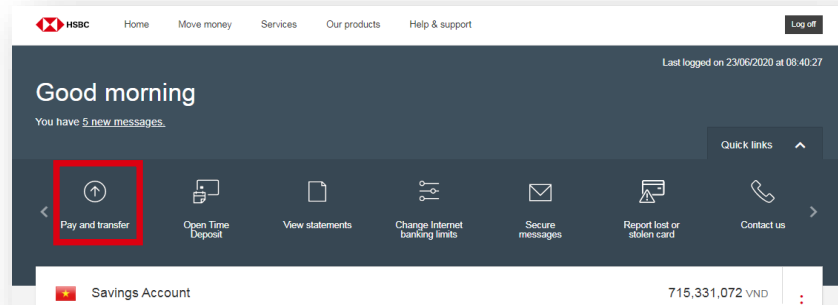 HSBC Home Move money Services Our products Help & support Log off
Last logged on 23/06/2020 at 08:40:27
Good morning
You have 5 new messages.
Quick links
Pay and transfer
Open Time
Deposit
View statements
Change Internet
banking limits
Secure
messages
Report lost or
stolen card
Contact us
Savings Account 715,331,072 VND